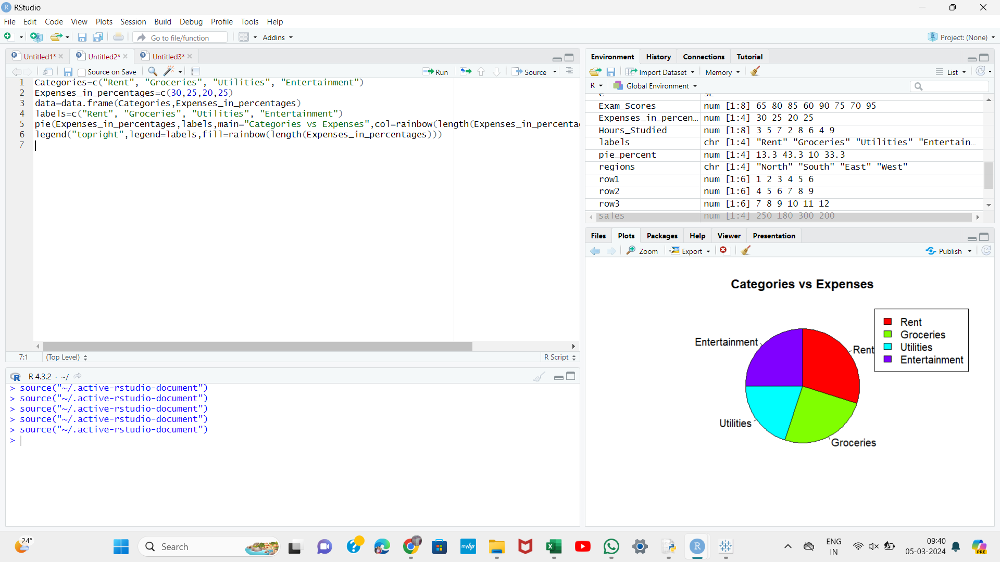 RStudio
File Edit Code View Plots Session Build Debug Profile Tools Help
Go to file/function Addins Project: (None)
Untitled1* Untitled2* Untitled3*
Source on Save Run Source
1 Categories=c("Rent", "Groceries", "Utilities", "Entertainment")
2 Expenses_in_percentages=c(30,25,20,25)
3 data=data.frame(Categories,Expenses_in_percentages)
4 labels=c("Rent", "Groceries", "Utilities", "Entertainment")
5 pie(Expenses_in_percentages,labels,main="Categories vs Expenses",col=rainbow(length(Expenses_in_percenta
6 legend("topright",legend=labels,fill=rainbow(length(Expenses_in_percentages)))
7
7:1 (Top Level) R Script
R 4.3.2 · ~/
> source("~/.active-rstudio-document")
> source("~/.active-rstudio-document")
> source("~/.active-rstudio-document")
> source("~/.active-rstudio-document")
> source("~/.active-rstudio-document")
>
Environment History Connections Tutorial
Import Dataset Memory List
R Global Environment
Exam_Scores num [1:8] 65 80 85 60 90 75 70 95
Expenses_in_percen… num [1:4] 30 25 20 25
Hours_Studied num [1:8] 3 5 7 2 8 6 4 9
labels chr [1:4] "Rent" "Groceries" "Utilities" "Entertain…
pie_percent num [1:4] 13.3 43.3 10 33.3
regions chr [1:4] "North" "South" "East" "West"
row1 num [1:6] 1 2 3 4 5 6
row2 num [1:6] 4 5 6 7 8 9
row3 num [1:6] 7 8 9 10 11 12
sales num [1:4] 250 180 300 200
Files Plots Packages Help Viewer Presentation
Zoom Export Publish
Categories vs Expenses
Rent
Groceries
Utilities
Entertainment
Entertainment
Rent
Utilities
Groceries
24°
Search
myhp
R
ENG
IN
09:40
05-03-2024
PRE